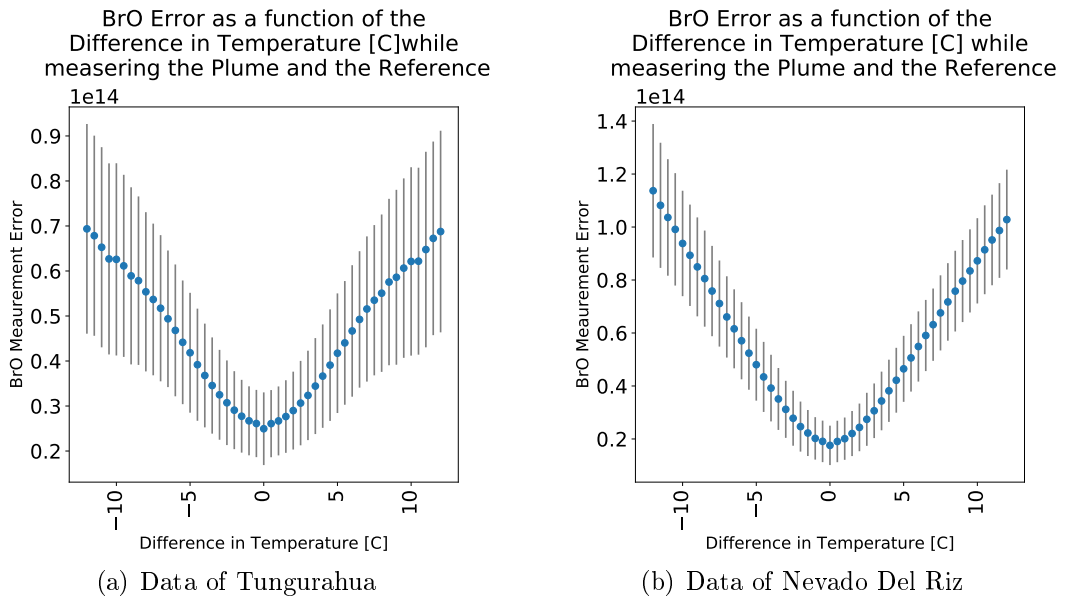 BrO Error as a function of the
Difference in Temperature [C]while
measering the Plume and the Reference
1e14
0.9
0.8
0.7
0.6
0.5
0.4
0.3
0.2
BrO Meaurement Error
−10
−5
0
5
10
Difference in Temperature [C]
(a) Data of Tungurahua
BrO Error as a function of the
Difference in Temperature [C] while
measering the Plume and the Reference
1e14
1.4
1.2
1.0
0.8
0.6
0.4
0.2
BrO Meaurement Error
−10
−5
0
5
10
Difference in Temperature [C]
(b) Data of Nevado Del Riz